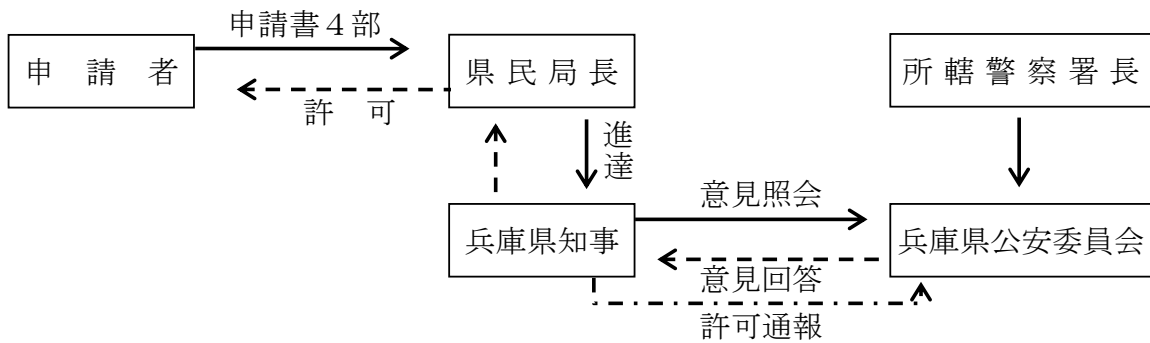 申請書４部
申　請　者
県民局長
所轄警察署長
許　可
進達
意見照会
兵庫県知事
兵庫県公安委員会
意見回答
許可通報